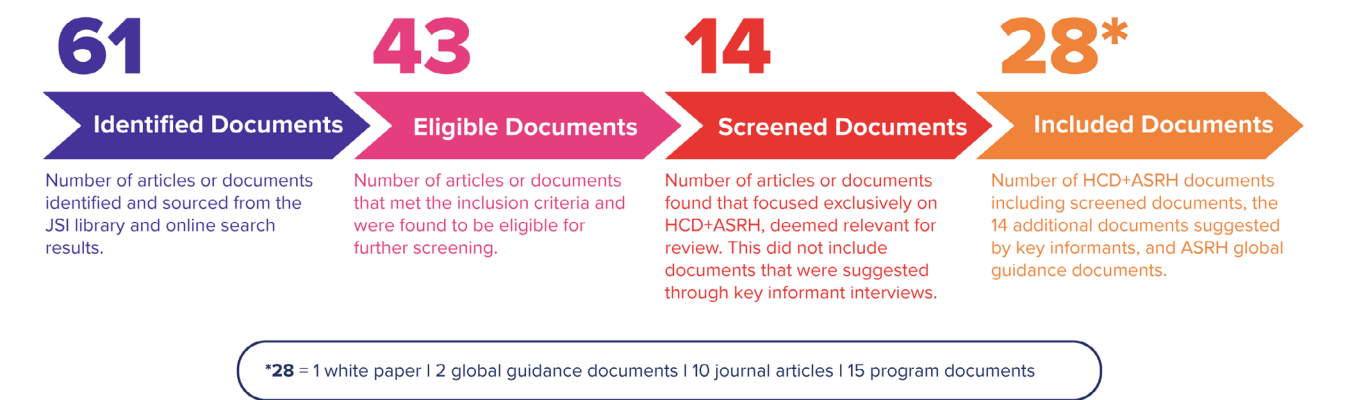 61
43
14
28*
Identified Documents
Eligible Documents
Screened Documents
Included Documents
Number of articles or documents
identified and sourced from the
JSI library and online search
results.
Number of articles or documents
that met the inclusion criteria and
were found to be eligible for
further screening.
Number of articles or documents
found that focused exclusively on
HCD+ASRH, deemed relevant for
review. This did not include
documents that were suggested
through key informant interviews.
Number of HCD+ASRH documents
including screened documents, the
14 additional documents suggested
by key informants, and ASRH global
guidance documents.
*28 = 1 white paper | 2 global guidance documents | 10 journal articles | 15 program documents